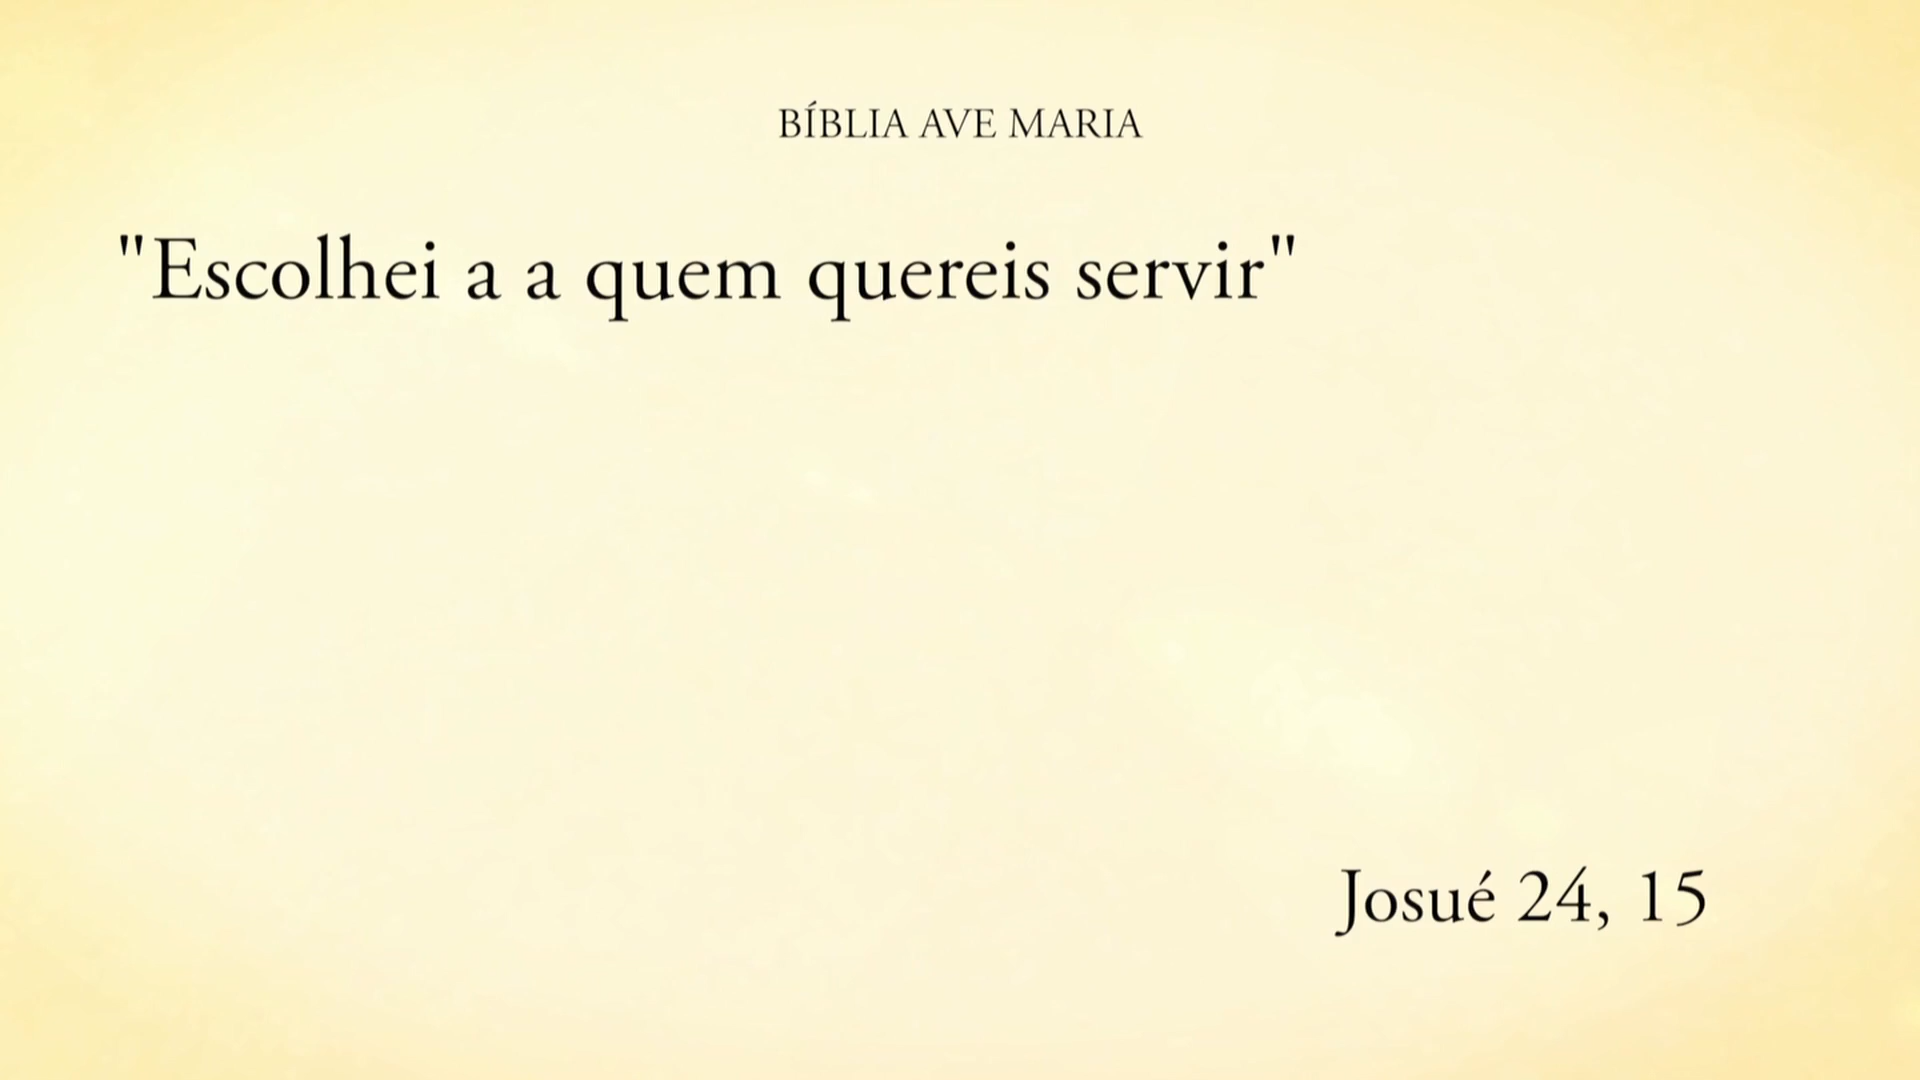 BÍBLIA AVE MARIA
"Escolhei a a quem quereis servir"
Josué 24, 15